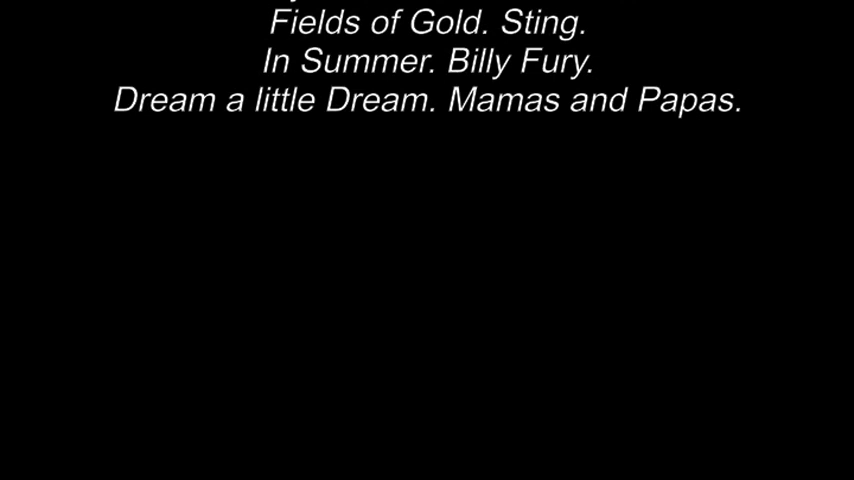 Fields of Gold. Sting.
In Summer. Billy Fury.
Dream a little Dream. Mamas and Papas.